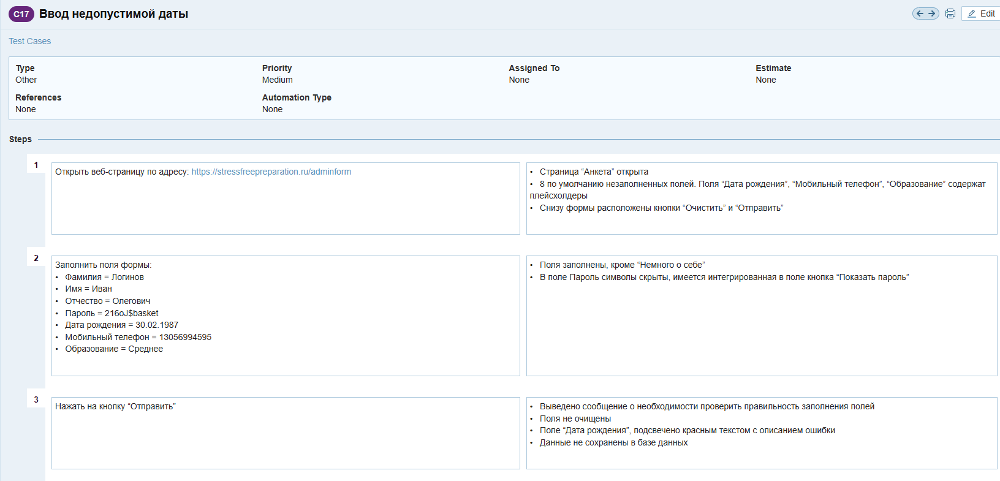 C17 Ввод недопустимой даты
Edit
Test Cases
Type Priority Assigned To Estimate
Other Medium None None
References Automation Type
None None
Steps
1
Открыть веб-страницу по адресу: https://stressfreepreparation.ru/adminform
• Страница “Анкета” открыта
• 8 по умолчанию незаполненных полей. Поля “Дата рождения”, “Мобильный телефон”, “Образование” содержат
плейсхолдеры
• Снизу формы расположены кнопки “Очистить” и “Отправить”
2
Заполнить поля формы:
• Фамилия = Логинов
• Имя = Иван
• Отчество = Олегович
• Пароль = 216oJ$basket
• Дата рождения = 30.02.1987
• Мобильный телефон = 13056994595
• Образование = Среднее
• Поля заполнены, кроме “Немного о себе”
• В поле Пароль символы скрыты, имеется интегрированная в поле кнопка “Показать пароль”
3
Нажать на кнопку “Отправить”
• Выведено сообщение о необходимости проверить правильность заполнения полей
• Поля не очищены
• Поле “Дата рождения”, подсвечено красным текстом с описанием ошибки
• Данные не сохранены в базе данных